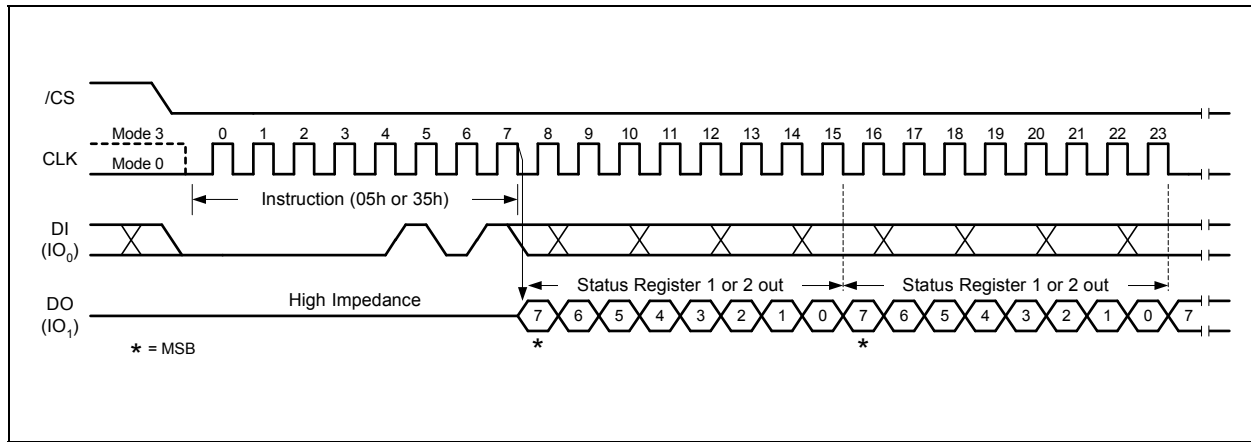 /CS
Mode 3 0 1 2 3 4 5 6 7 8 9 10 11 12 13 14 15 16 17 18 19 20 21 22 23
CLK Mode 0
Instruction (05h or 35h)
DI
(IO0)
Status Register 1 or 2 out Status Register 1 or 2 out
High Impedance
DO 7 6 5 4 3 2 1 0 7 6 5 4 3 2 1 0 7
(IO1)
* *
* = MSB